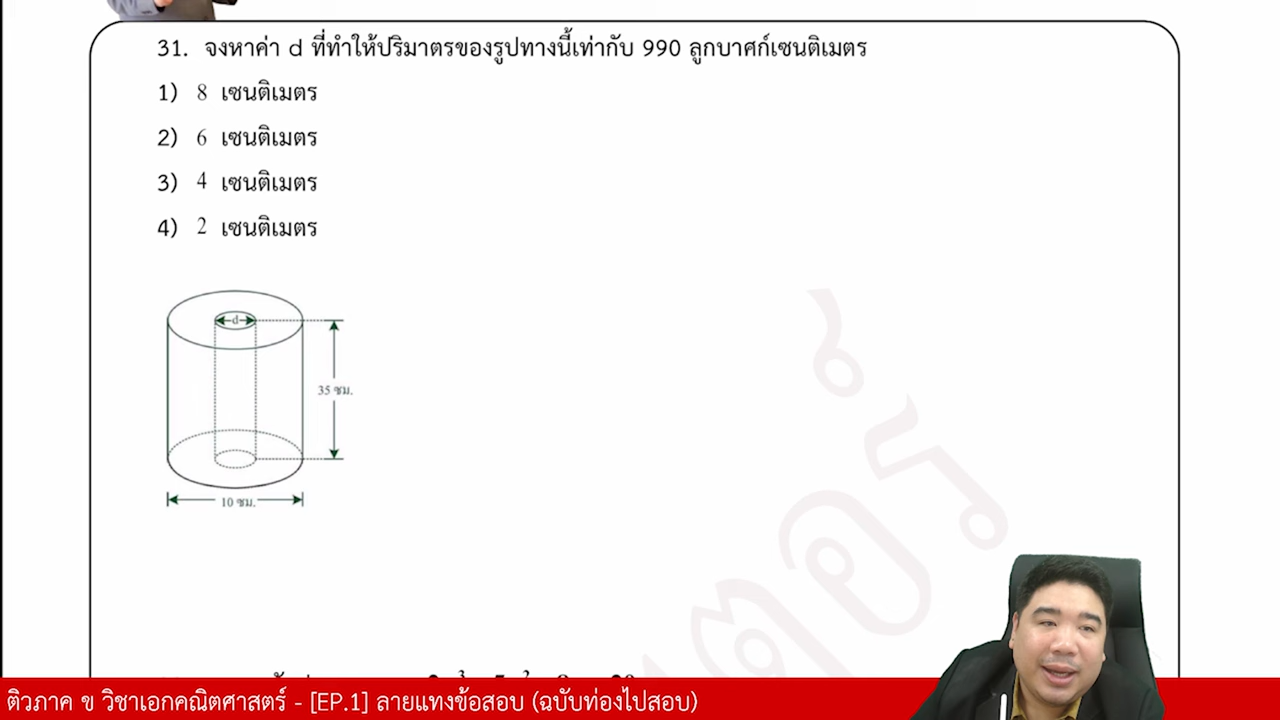 31. จงหาค่า d ที่ทำให้ปริมาตรของรูปทางนี้เท่ากับ 990 ลูกบาศก์เซนติเมตร
1) 8 เซนติเมตร
2) 6 เซนติเมตร
3) 4 เซนติเมตร
4) 2 เซนติเมตร
d
35 ซม.
10 ซม.
ติวภาค ข วิชาเอกคณิตศาสตร์ - [EP.1] ลายแทงข้อสอบ (ฉบับท่องไปสอบ)